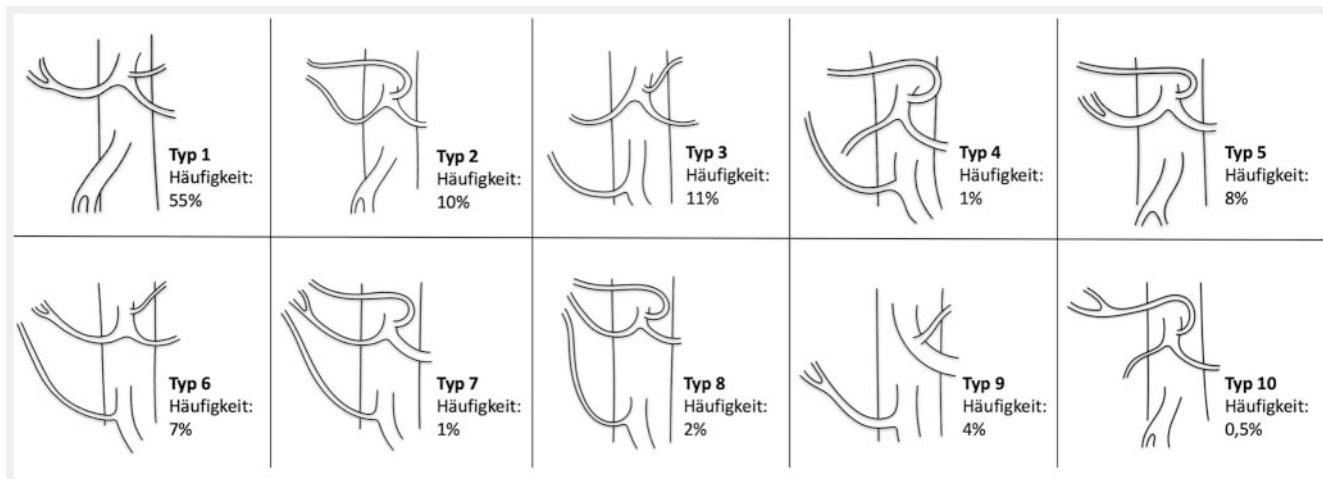 Typ 1
Häufigkeit:
55%
Typ 2
Häufigkeit:
10%
Typ 3
Häufigkeit:
11%
Typ 4
Häufigkeit:
1%
Typ 5
Häufigkeit:
8%
Typ 6
Häufigkeit:
7%
Typ 7
Häufigkeit:
1%
Typ 8
Häufigkeit:
2%
Typ 9
Häufigkeit:
4%
Typ 10
Häufigkeit:
0,5%